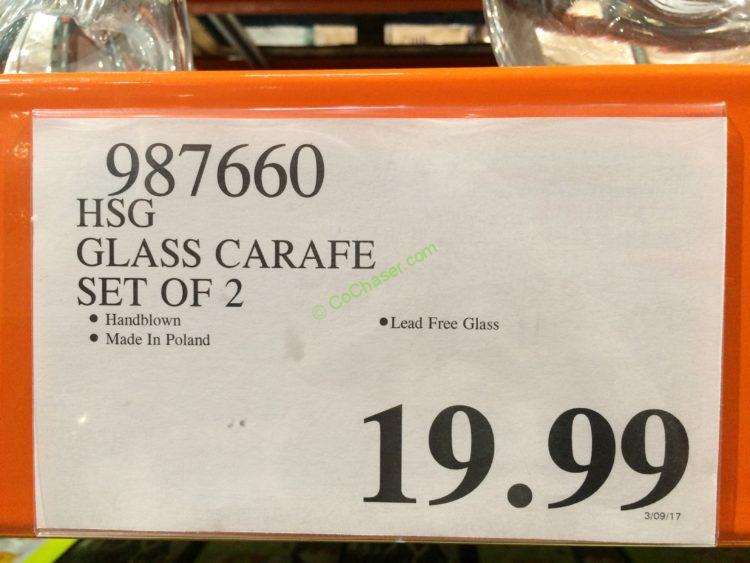 987660
HSG
GLASS CARAFE
SET OF 2
© CoChaser.com
• Handblown
• Made In Poland
• Lead Free Glass
19.99
3/09/17